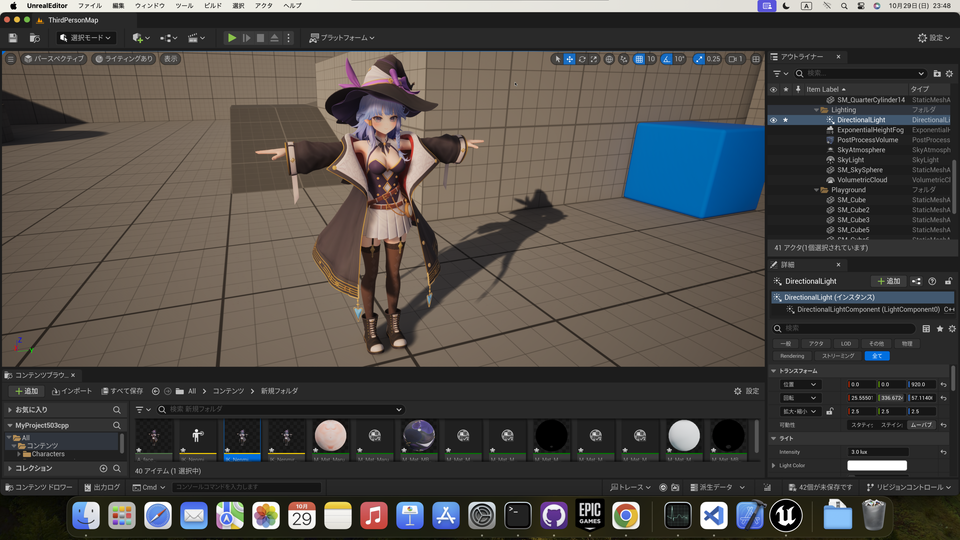 UnrealEditor ファイル 編集 ウィンドウ ツール ビルド 選択 アクタ ヘルプ
A 10月29日(日) 23:48
ThirdPersonMap
選択モード
プラットフォーム
設定
パースペクティブ ライティングあり 表示
10 10° 0.25 1
アウトライナー
検索...
Item Label タイプ
SM_QuarterCylinder14 StaticMeshA
Lighting フォルダ
DirectionalLight DirectionalLi
ExponentialHeightFog Exponential
PostProcessVolume PostProcess
SkyAtmosphere SkyAtmosph
SkyLight SkyLight
SM_SkySphere StaticMeshA
VolumetricCloud VolumetricCl
Playground フォルダ
SM_Cube StaticMeshA
SM_Cube2 StaticMeshA
SM_Cube3 StaticMeshA
SM_Cube5 StaticMeshA
41 アクタ(1個選択されています)
詳細
DirectionalLight
追加
DirectionalLight (インスタンス)
DirectionalLightComponent (LightComponent0) C++
検索
一般 アクタ LOD その他 物理
Rendering ストリーミング 全て
トランスフォーム
位置 0.0 0.0 920.0
回転
拡大・縮小 2.5 2.5 2.5
可動性 スタティ ステイシ ムーバブ
ライト
Intensity 3.0 lux
Light Color
コンテンツブラウ...
追加 インポート すべて保存 All コンテンツ 新規フォルダ 設定
お気に入り
検索 新規フォルダ
MyProject503cpp
All
コンテンツ
Characters
コレクション
40 アイテム (1 選択中)
コンテンツ ドロワー 出力ログ Cmd コンソールコマンドを入力します
トレース 派生データ 42個が未保存です リビジョンコントロール
10月
29
EPIC
GAMES